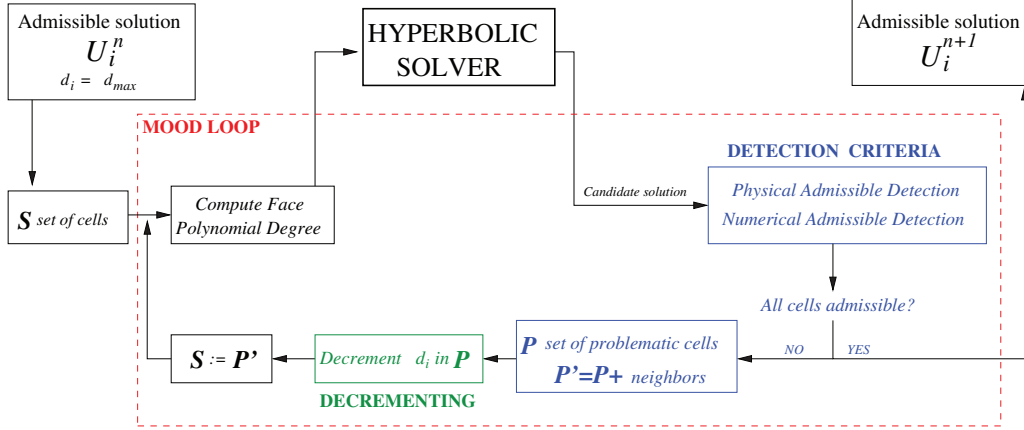 Admissible solution
U_i^n
d_i = d_max
HYPERBOLIC
SOLVER
Admissible solution
U_i^{n+1}
MOOD LOOP
DETECTION CRITERIA
S set of cells
Compute Face
Polynomial Degree
Candidate solution
Physical Admissible Detection
Numerical Admissible Detection
All cells admissible?
NO
YES
S := P'
Decrement d_i in P
P set of problematic cells
P'=P+ neighbors
DECREMENTING